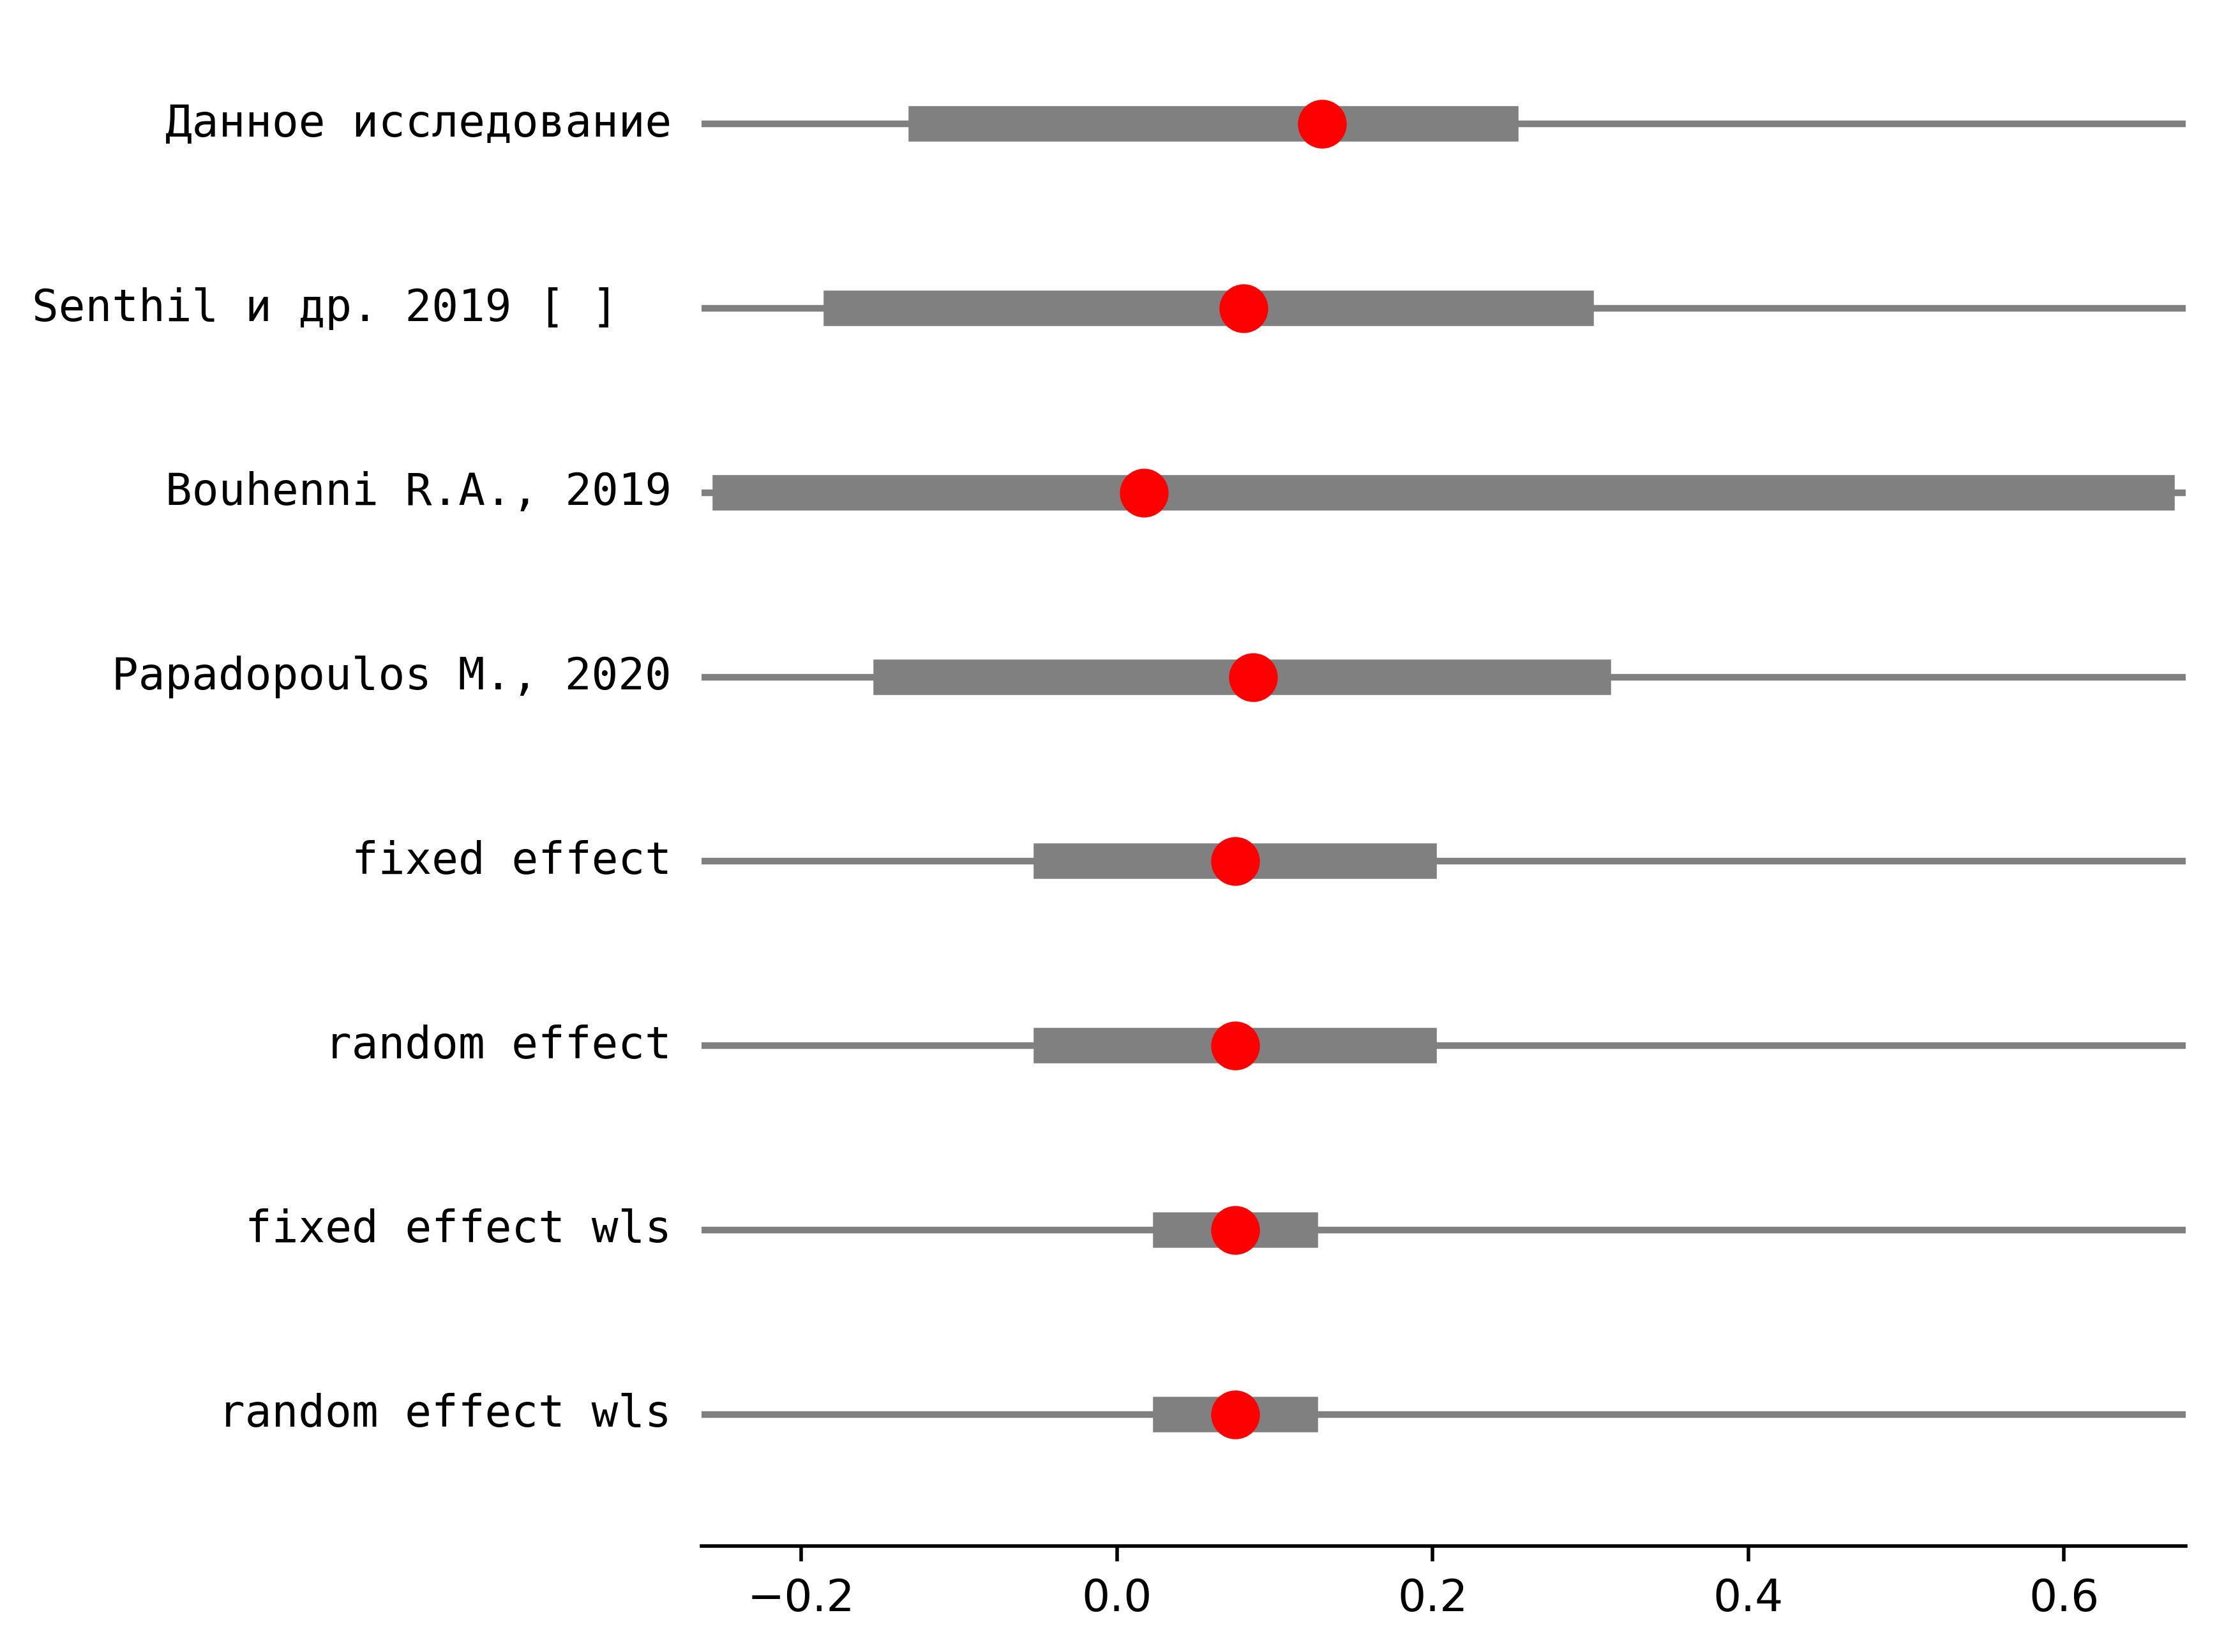 Данное исследование
Senthil и др. 2019 [ ]
Bouhenni R.A., 2019
Papadopoulos M., 2020
fixed effect
random effect
fixed effect wls
random effect wls
−0.2 0.0 0.2 0.4 0.6